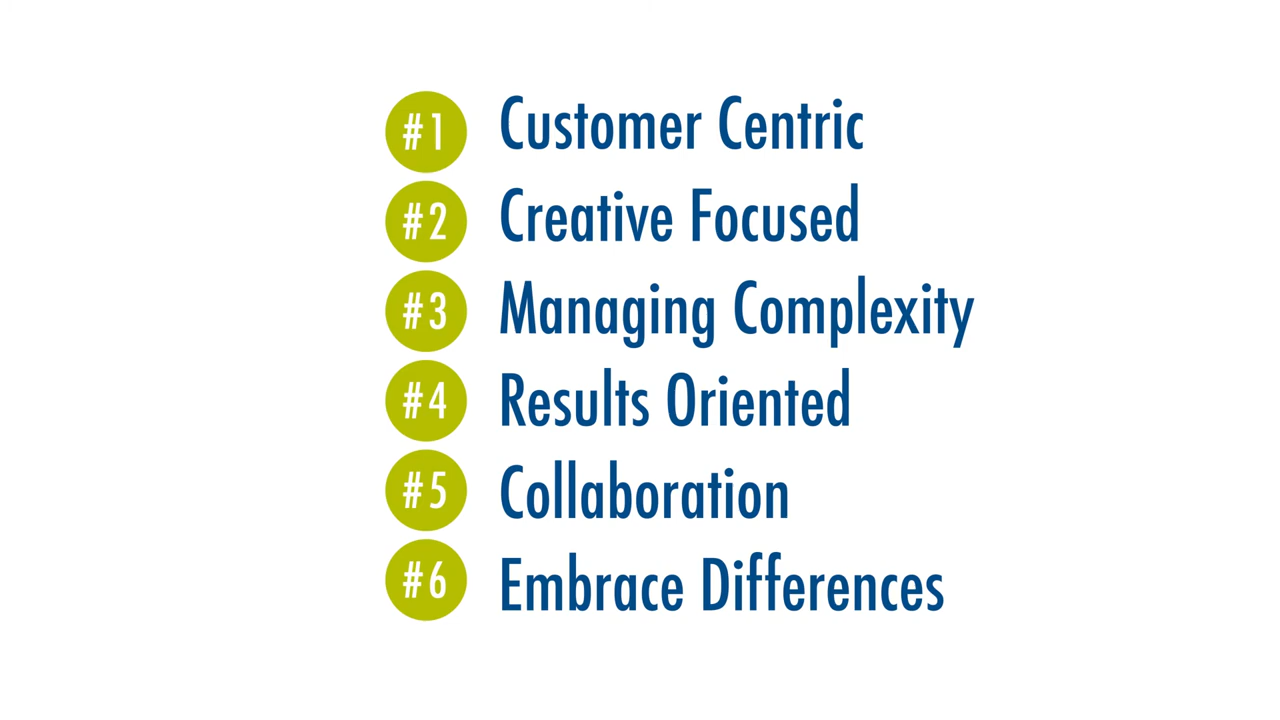 #1 Customer Centric
#2 Creative Focused
#3 Managing Complexity
#4 Results Oriented
#5 Collaboration
#6 Embrace Differences